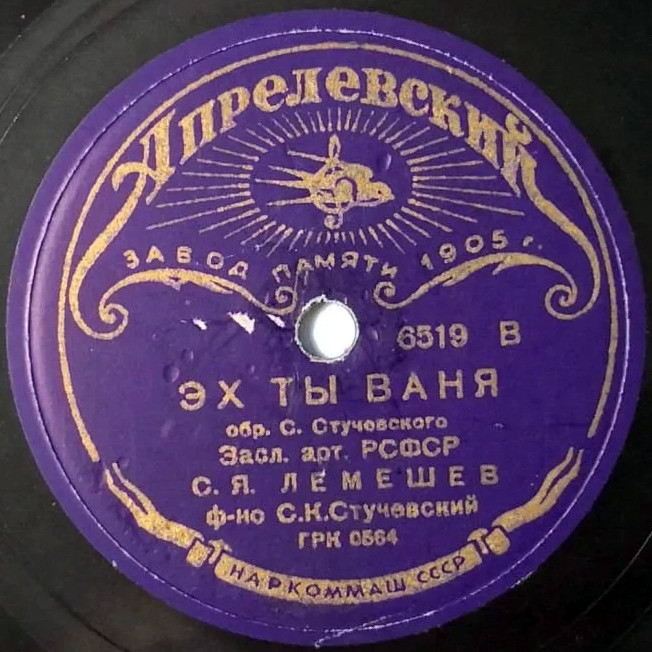 Апрелевский
ЗАВОД ПАМЯТИ 1905 г.
6519 В
ЭХ ТЫ ВАНЯ
обр. С. Стучевского
Засл. арт. РСФСР
С. Я. ЛЕМЕШЕВ
ф-но С.К.Стучевский
ГРК 0564
НАРКОММАШ СССР